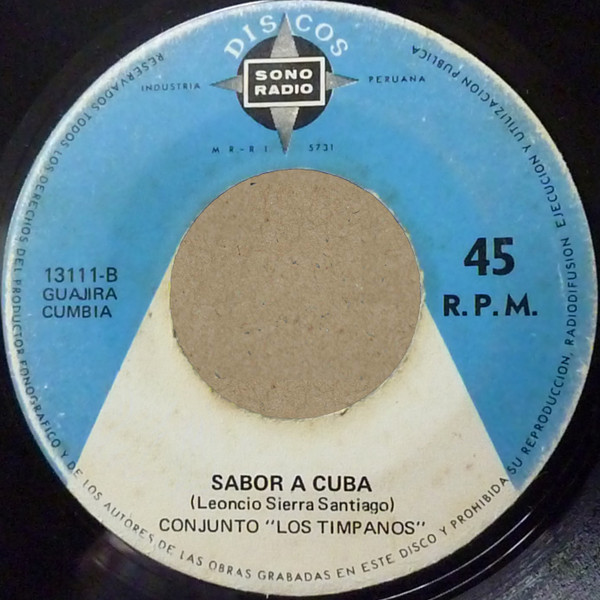 DISCOS
SONO
RADIO
INDUSTRIA PERUANA
M R-R I 5731
13111-B
GUAJIRA
CUMBIA
45
R.P.M.
SABOR A CUBA
(Leoncio Sierra Santiago)
CONJUNTO "LOS TIMPANOS"
RESERVADOS TODOS LOS DERECHOS DEL PRODUCTOR FONOGRAFICO Y DE LOS AUTORES DE LAS OBRAS GRABADAS EN ESTE DISCO Y PROHIBIDA SU REPRODUCCION, RADIODIFUSION EJECUCION Y UTILIZACION PUBLICA